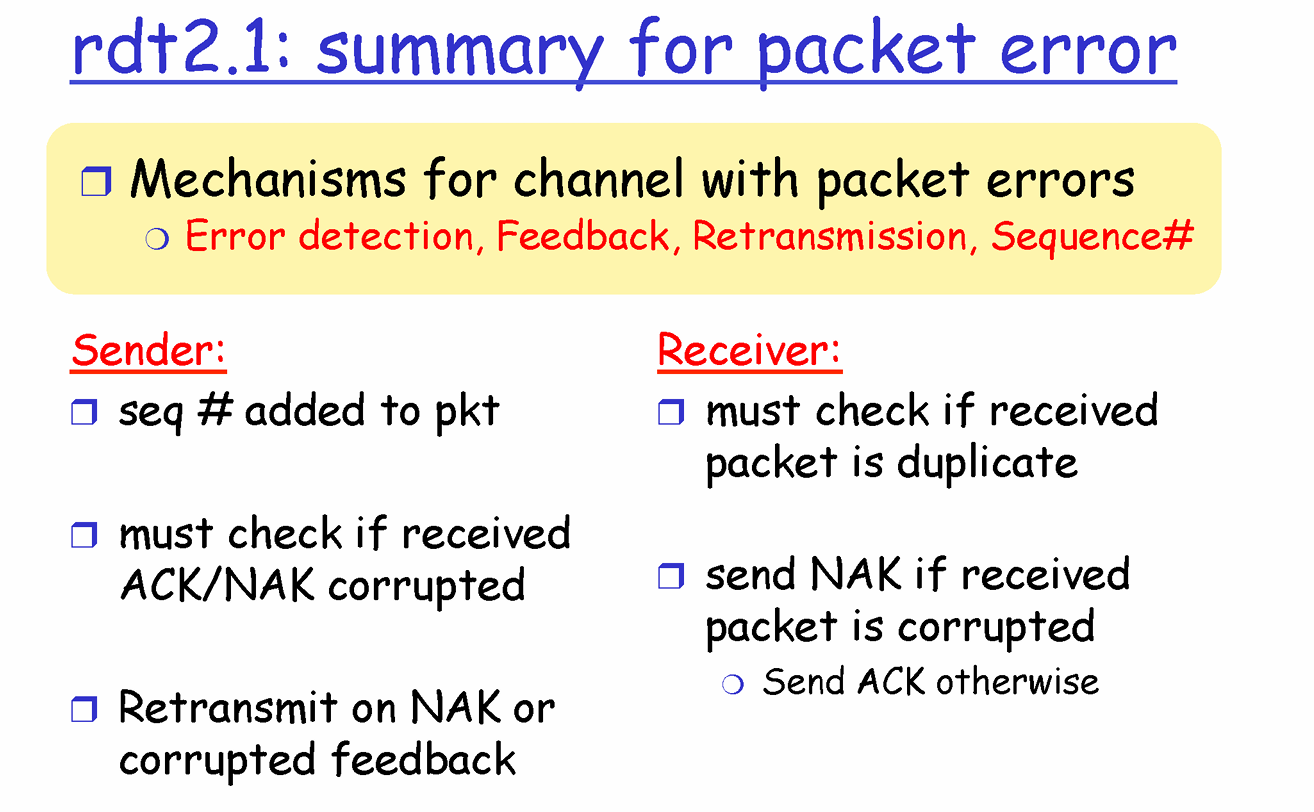 rdt2.1: summary for packet error
Mechanisms for channel with packet errors
Error detection, Feedback, Retransmission, Sequence#
Sender:
seq # added to pkt
must check if received
ACK/NAK corrupted
Retransmit on NAK or
corrupted feedback
Receiver:
must check if received
packet is duplicate
send NAK if received
packet is corrupted
Send ACK otherwise